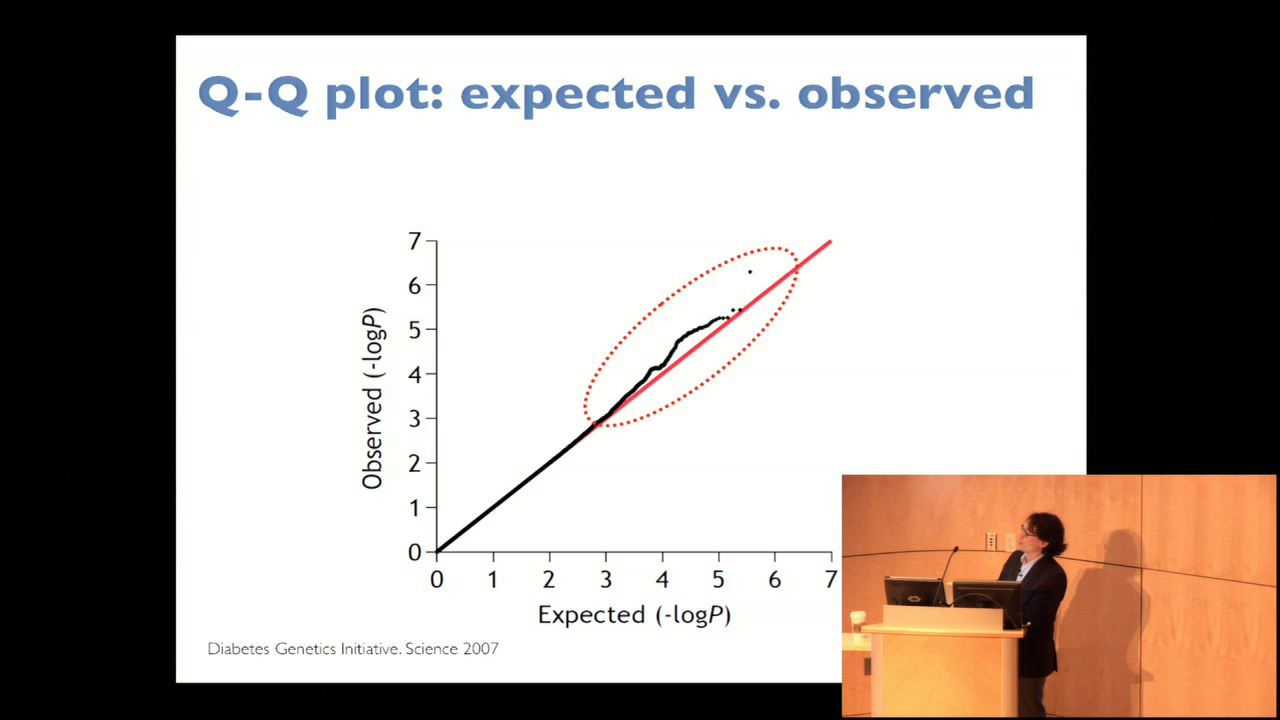 Q-Q plot: expected vs. observed
7
6
5
4
3
2
1
0
Observed (-logP)
0 1 2 3 4 5 6 7
Expected (-logP)
Diabetes Genetics Initiative. Science 2007